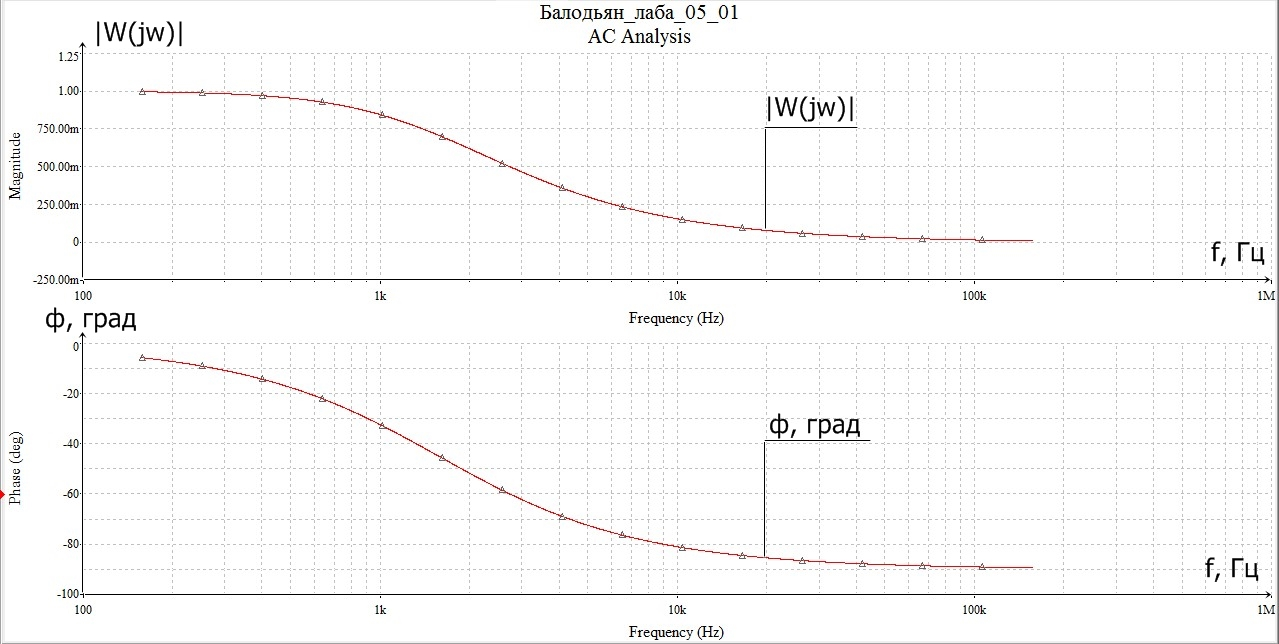 Балодьян_лаба_05_01
|W(jw)|
AC Analysis
1.25
1.00
|W(jw)|
750.00m
Magnitude
500.00m
250.00m
0
f, Гц
-250.00m
100
1k
10k
100k
1M
Frequency (Hz)
ф, град
0
-20
ф, град
-40
Phase (deg)
-60
-80
f, Гц
-100
100
1k
10k
100k
1M
Frequency (Hz)